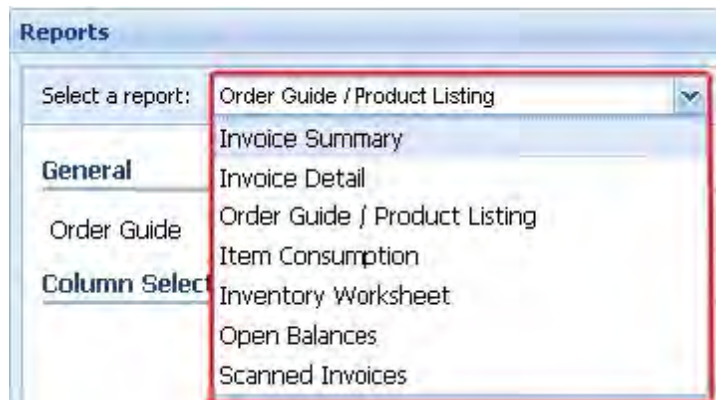 Reports
Select a report: Order Guide / Product Listing
Invoice Summary
General
Invoice Detail
Order Guide / Product Listing
Order Guide
Item Consumption
Column Select
Inventory Worksheet
Open Balances
Scanned Invoices